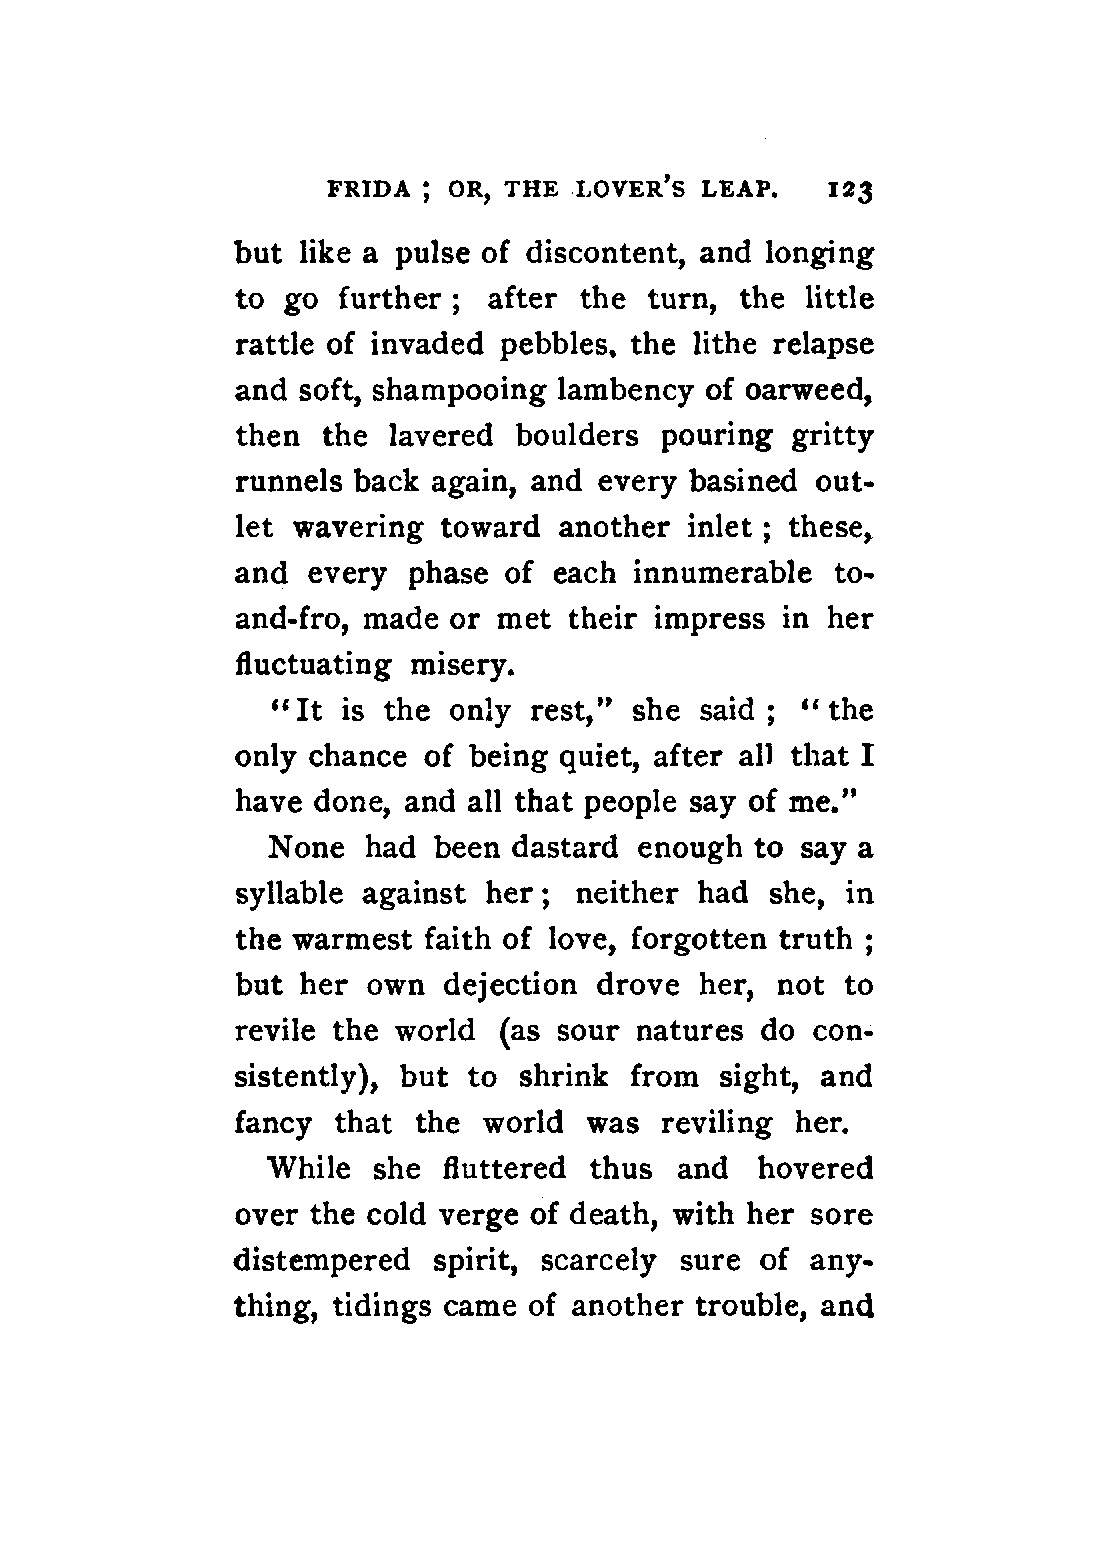 FRIDA ; OR, THE LOVER'S LEAP. 123
but like a pulse of discontent, and longing
to go further ; after the turn, the little
rattle of invaded pebbles, the lithe relapse
and soft, shampooing lambency of oarweed,
then the lavered boulders pouring gritty
runnels back again, and every basined out-
let wavering toward another inlet ; these,
and every phase of each innumerable to-
and-fro, made or met their impress in her
fluctuating misery.
"It is the only rest," she said ; "the
only chance of being quiet, after all that I
have done, and all that people say of me."
None had been dastard enough to say a
syllable against her ; neither had she, in
the warmest faith of love, forgotten truth ;
but her own dejection drove her, not to
revile the world (as sour natures do con-
sistently), but to shrink from sight, and
fancy that the world was reviling her.
While she fluttered thus and hovered
over the cold verge of death, with her sore
distempered spirit, scarcely sure of any-
thing, tidings came of another trouble, and